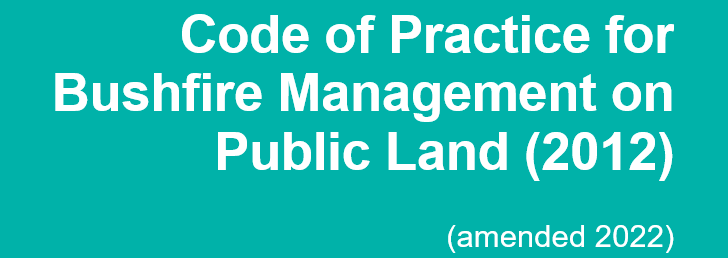 Code of Practice for
Bushfire Management on
Public Land (2012)
(amended 2022)